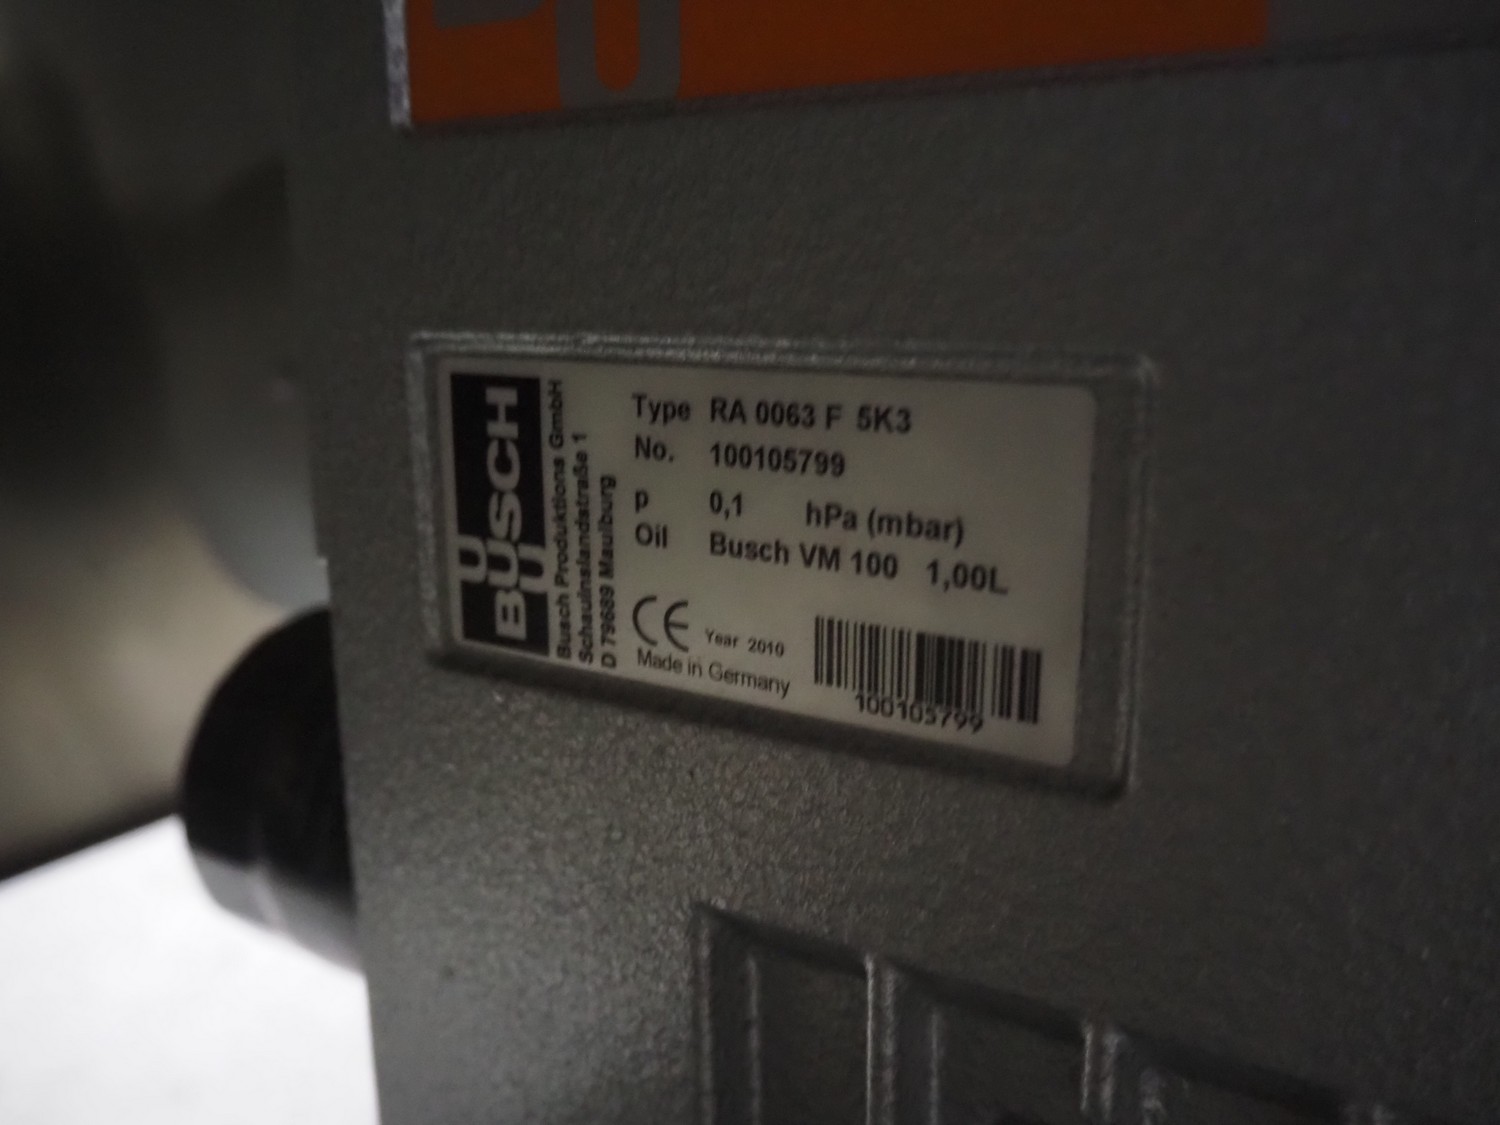 BUSCH
Busch Produktions GmbH
Schauinslandstraße 1
D 79689 Maulburg
Type RA 0063 F 5K3
No. 100105799
p 0,1 hPa (mbar)
Oil Busch VM 100 1,00L
CE Year 2010
Made in Germany
100105799